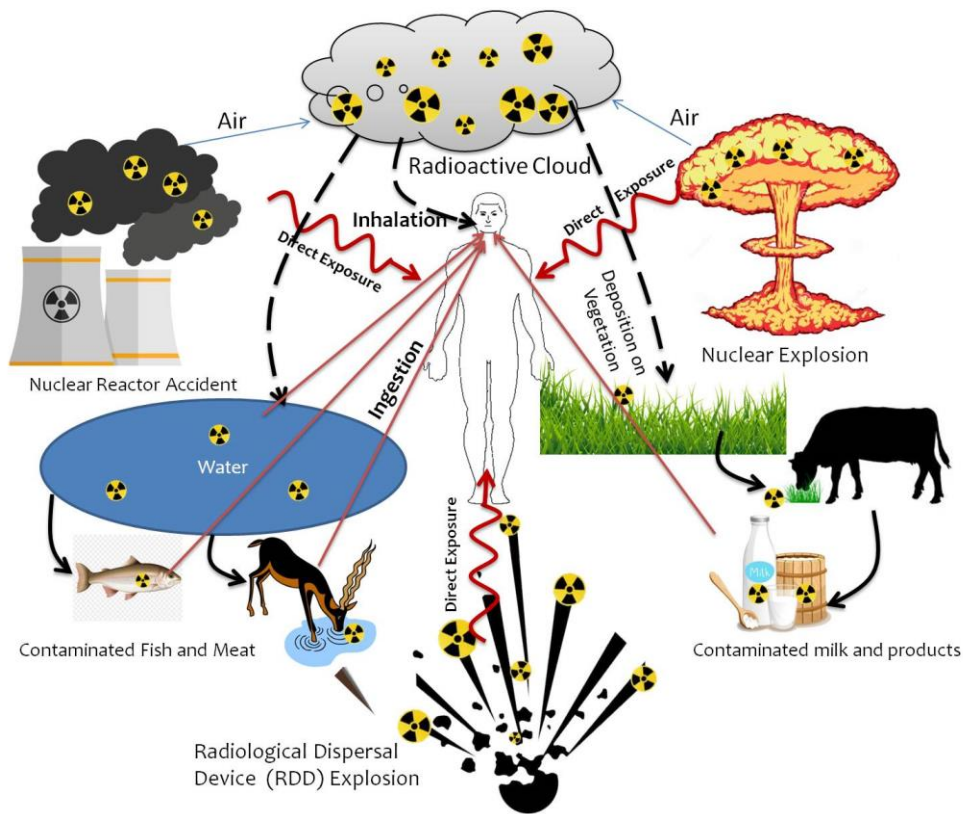 Air
Air
Radioactive Cloud
Inhalation
Direct Exposure
Direct Exposure
Deposition on
Vegetation
Nuclear Reactor Accident
Nuclear Explosion
Ingestion
Water
Milk
Direct Exposure
Contaminated Fish and Meat
Contaminated milk and products
Radiological Dispersal
Device (RDD) Explosion